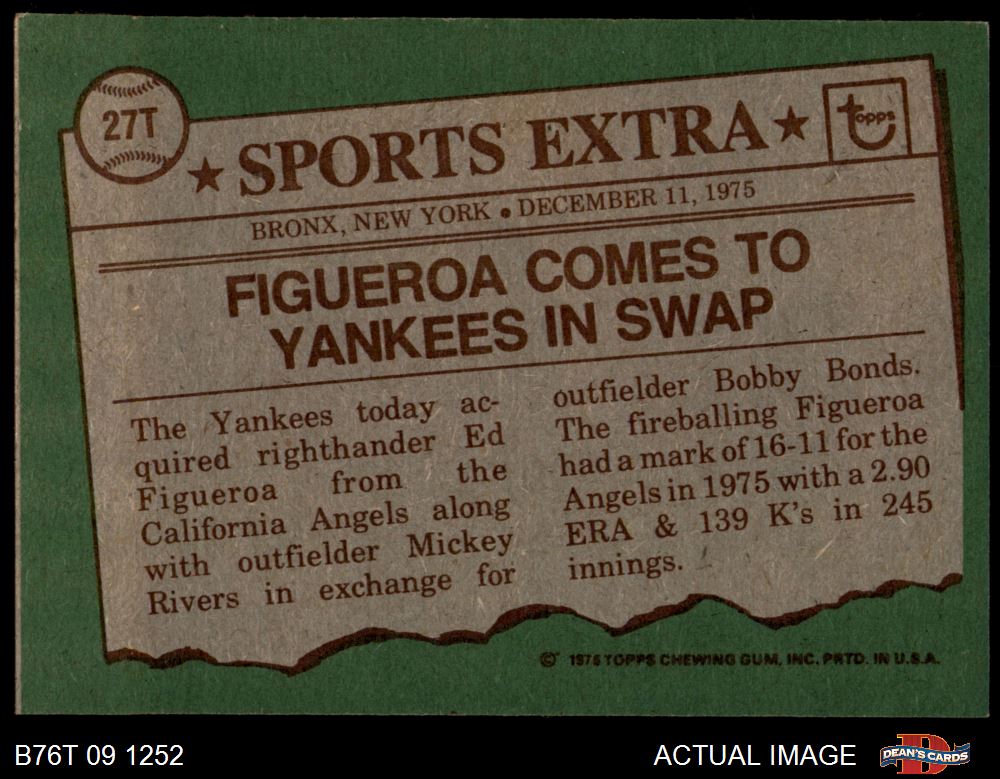 27T
★ SPORTS EXTRA ★
topps
BRONX, NEW YORK • DECEMBER 11, 1975
FIGUEROA COMES TO
YANKEES IN SWAP
The Yankees today ac-
quired righthander Ed
Figueroa from the
California Angels along
with outfielder Mickey
Rivers in exchange for
outfielder Bobby Bonds.
The fireballing Figueroa
had a mark of 16-11 for the
Angels in 1975 with a 2.90
ERA & 139 K's in 245
innings.
© 1976 TOPPS CHEWING GUM, INC. PRTD. IN U.S.A.
B76T 09 1252
ACTUAL IMAGE
DEAN'S CARDS